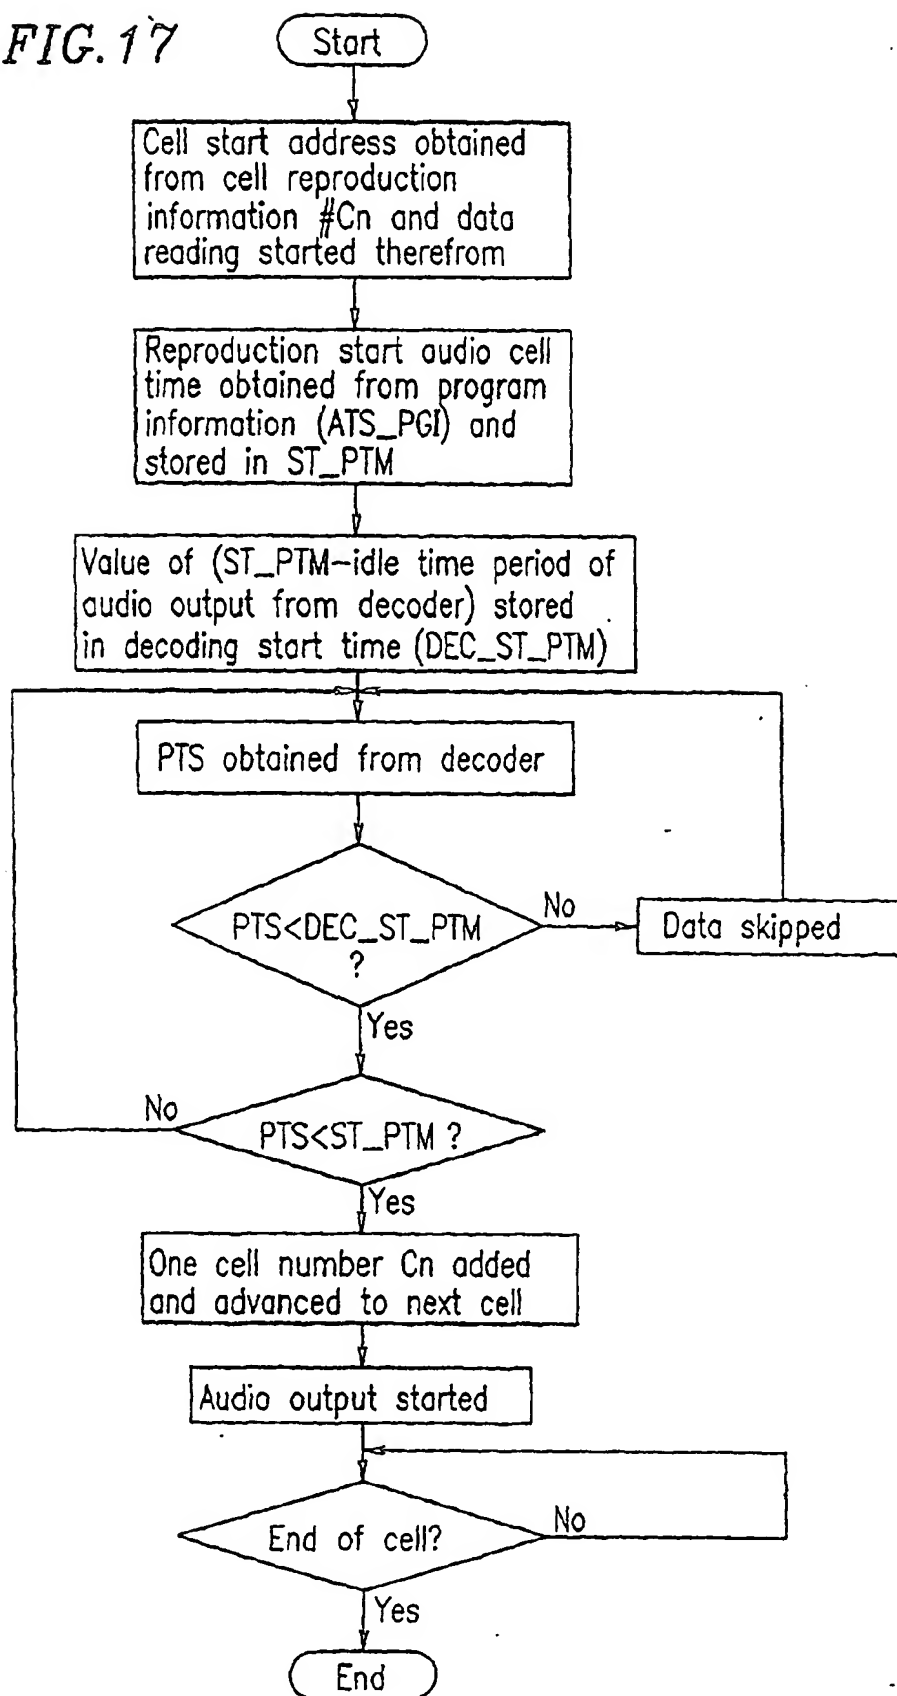 FIG. 17
Start
Cell start address obtained
from cell reproduction
information #Cn and data
reading started therefrom
Reproduction start audio cell
time obtained from program
information (ATS_PGI) and
stored in ST_PTM
Value of (ST_PTM-idle time period of
audio output from decoder) stored
in decoding start time (DEC_ST_PTM)
PTS obtained from decoder
PTS<DEC_ST_PTM
?
No
Data skipped
Yes
No
PTS<ST_PTM ?
Yes
One cell number Cn added
and advanced to next cell
Audio output started
End of cell?
No
Yes
End